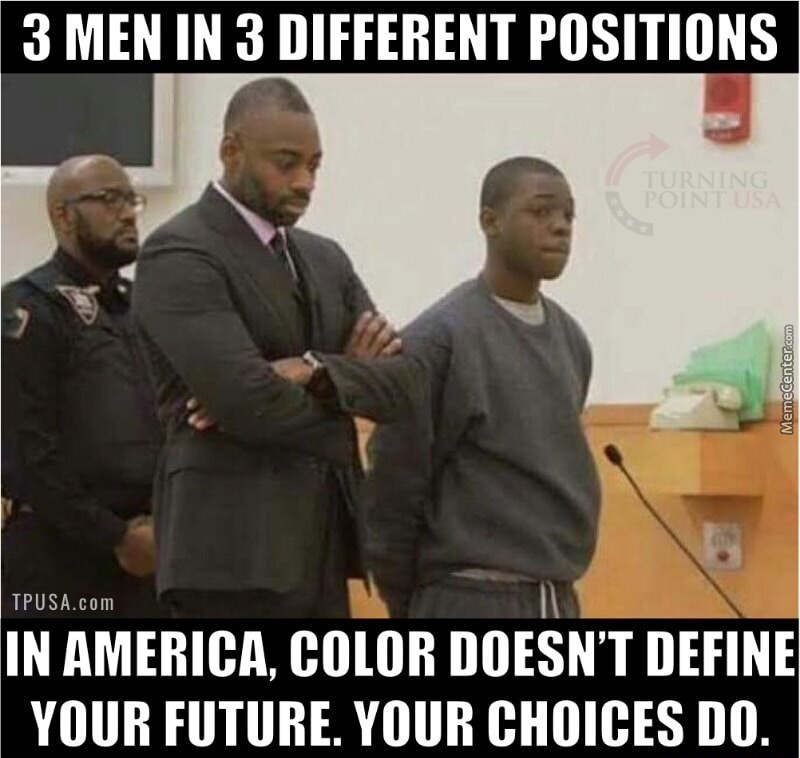 3 MEN IN 3 DIFFERENT POSITIONS
TURNING
POINT USA
MemeCenter.com
TPUSA.com
IN AMERICA, COLOR DOESN'T DEFINE
YOUR FUTURE. YOUR CHOICES DO.